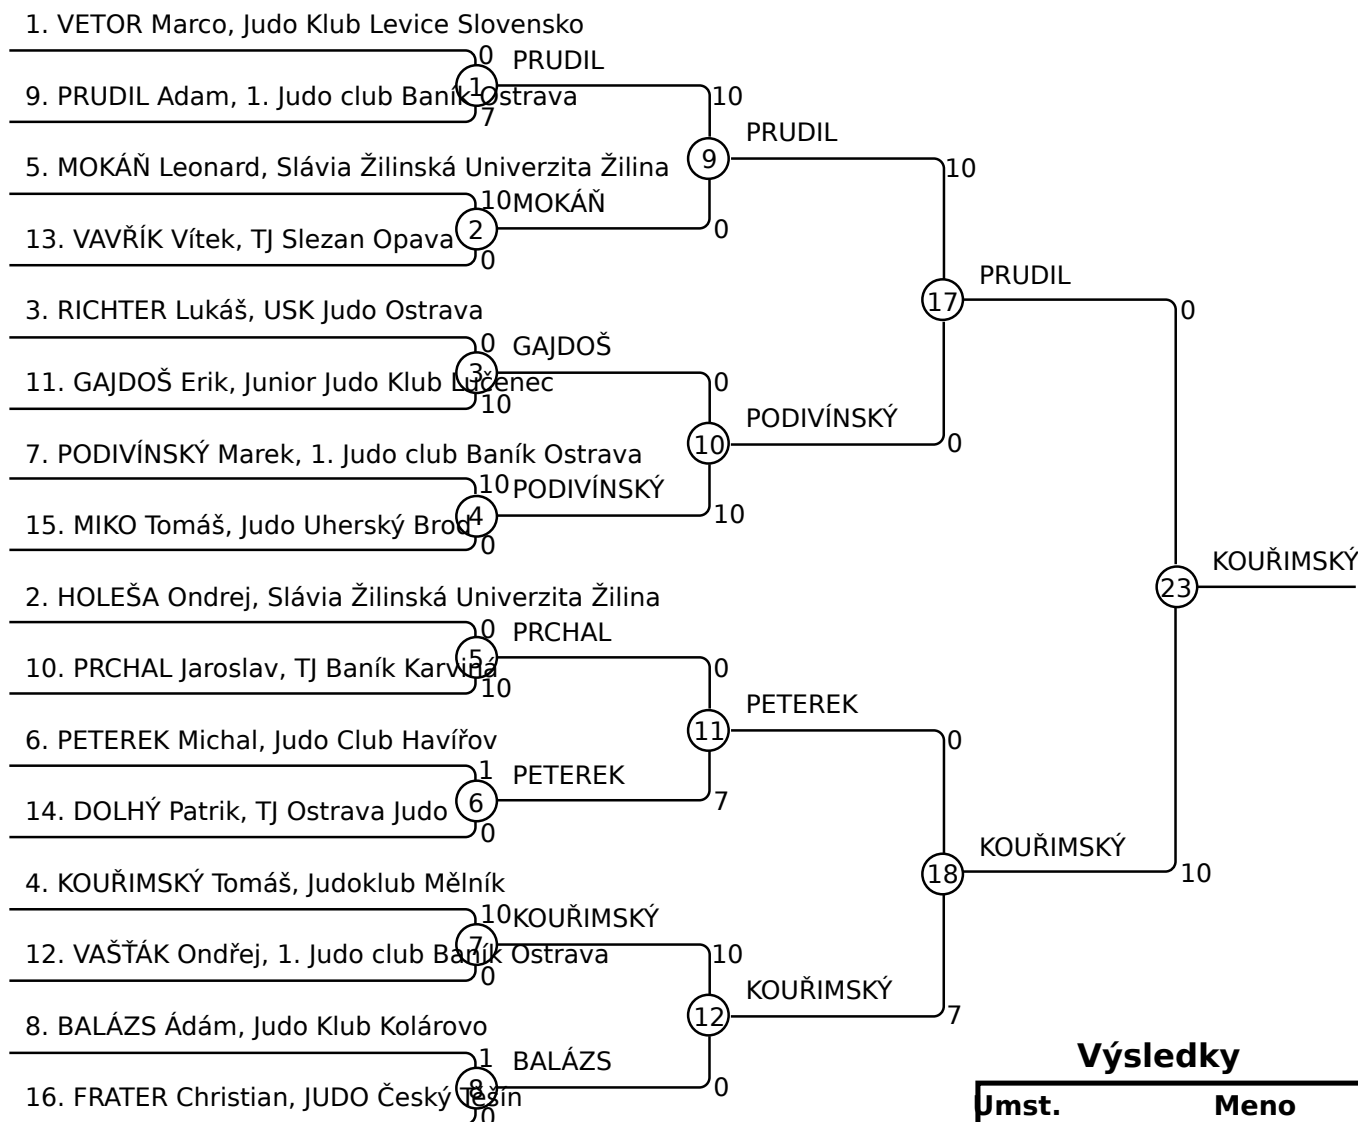 1. VETOR Marco, Judo Klub Levice Slovensko
0
PRUDIL
1
9. PRUDIL Adam, 1. Judo club Baník Ostrava
10
7
PRUDIL
9
5. MOKÁŇ Leonard, Slávia Žilinská Univerzita Žilina
10
10
MOKÁŇ
2
0
13. VAVŘÍK Vítek, TJ Slezan Opava
0
PRUDIL
17
3. RICHTER Lukáš, USK Judo Ostrava
0
0
GAJDOŠ
3
11. GAJDOŠ Erik, Junior Judo Klub Lučenec
0
10
PODIVÍNSKÝ
10
0
7. PODIVÍNSKÝ Marek, 1. Judo club Baník Ostrava
10
PODIVÍNSKÝ
4
10
15. MIKO Tomáš, Judo Uherský Brod
0
KOUŘIMSKÝ
23
2. HOLEŠA Ondrej, Slávia Žilinská Univerzita Žilina
0
PRCHAL
5
10. PRCHAL Jaroslav, TJ Baník Karviná
0
10
PETEREK
11
6. PETEREK Michal, Judo Club Havířov
0
1
PETEREK
6
7
14. DOLHÝ Patrik, TJ Ostrava Judo
0
KOUŘIMSKÝ
18
10
4. KOUŘIMSKÝ Tomáš, Judoklub Mělník
10
KOUŘIMSKÝ
7
12. VAŠŤÁK Ondřej, 1. Judo club Baník Ostrava
10
0
KOUŘIMSKÝ
12
7
8. BALÁZS Ádám, Judo Klub Kolárovo
1
BALÁZS
8
0
16. FRATER Christian, JUDO Český Těšín
0
Výsledky
Umst.
Meno